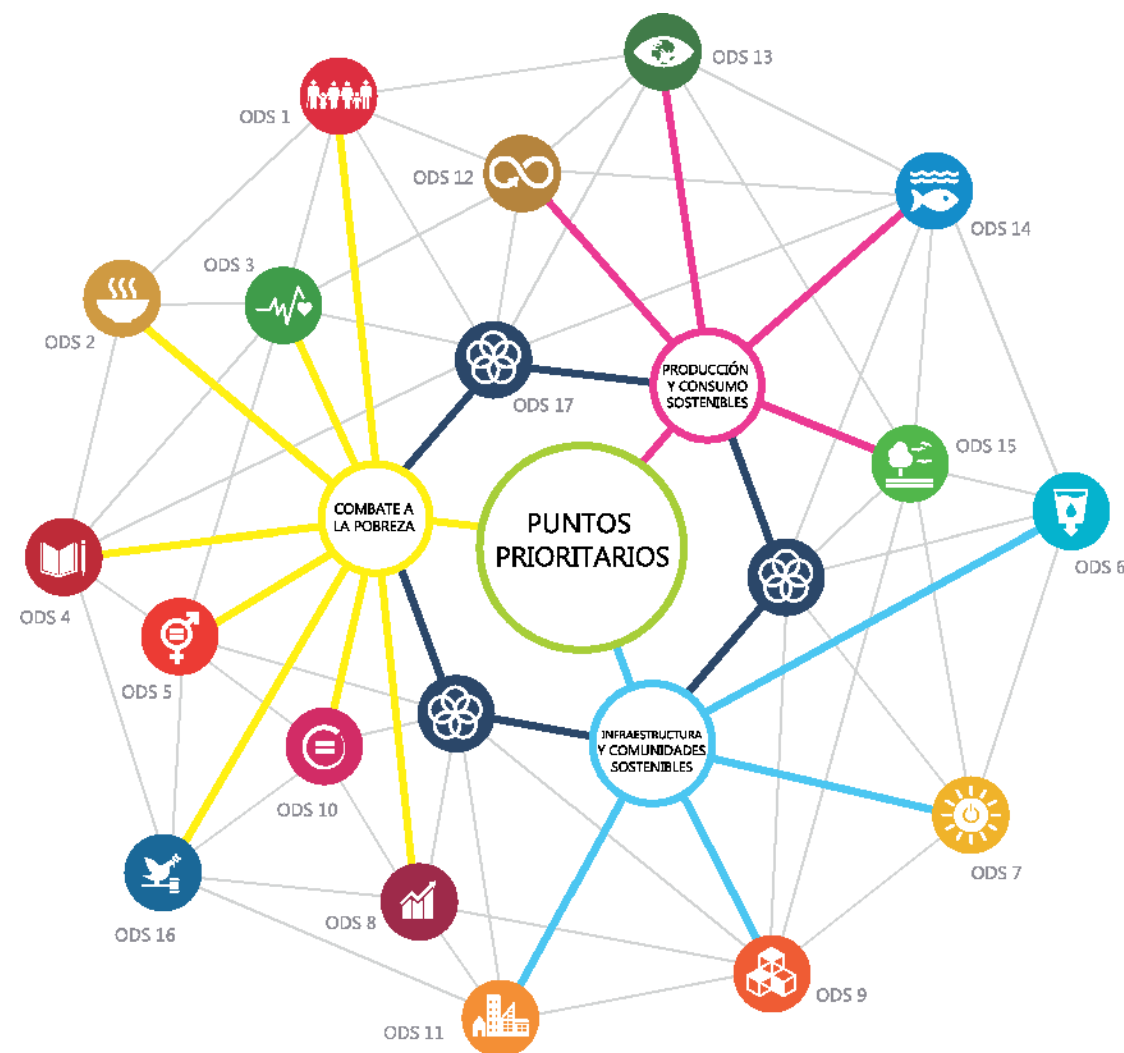 ODS 13
ODS 1
ODS 12
ODS 14
ODS 3
ODS 2
PRODUCCIÓN
Y CONSUMO
SOSTENIBLES
ODS 17
ODS 15
COMBATE A
LA POBREZA
PUNTOS
PRIORITARIOS
ODS 6
ODS 4
ODS 5
INFRAESTRUCTURA
Y COMUNIDADES
SOSTENIBLES
ODS 10
ODS 7
ODS 8
ODS 16
ODS 9
ODS 11